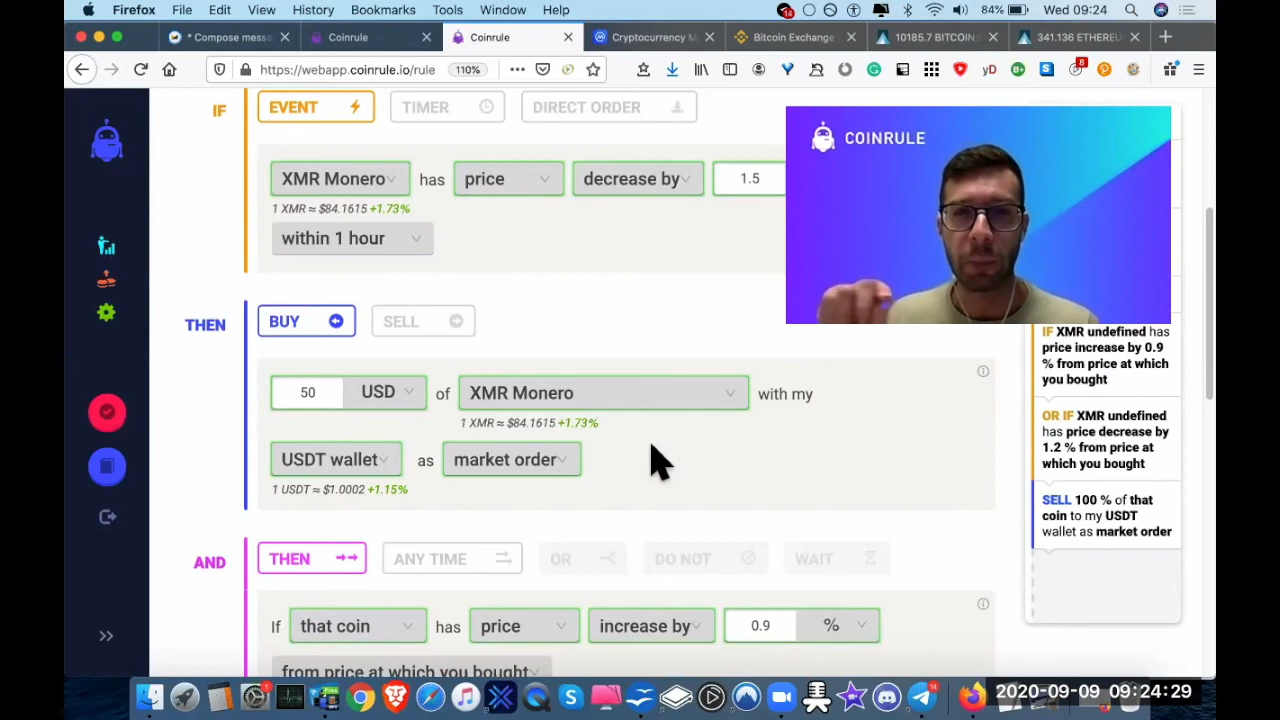 Firefox File Edit View History Bookmarks Tools Window Help 14 84% Wed 09:24
* Compose messa Coinrule Coinrule Cryptocurrency M Bitcoin Exchange 10185.7 BITCOIN 341.136 ETHERE
https://webapp.coinrule.io/rule 110% yD 8
IF EVENT TIMER DIRECT ORDER
COINRULE
XMR Monero has price decrease by 1.5
1 XMR ≈ $84.1615 +1.73%
within 1 hour
THEN BUY SELL
50 USD of XMR Monero with my
1 XMR ≈ $84.1615 +1.73%
USDT wallet as market order
1 USDT ≈ $1.0002 +1.15%
AND THEN ANY TIME OR DO NOT WAIT
If that coin has price increase by 0.9 %
from price at which you bought
IF XMR undefined has
price increase by 0.9
% from price at which
you bought
OR IF XMR undefined
has price decrease by
1.2 % from price at
which you bought
SELL 100 % of that
coin to my USDT
wallet as market order
2020-09-09 09:24:29